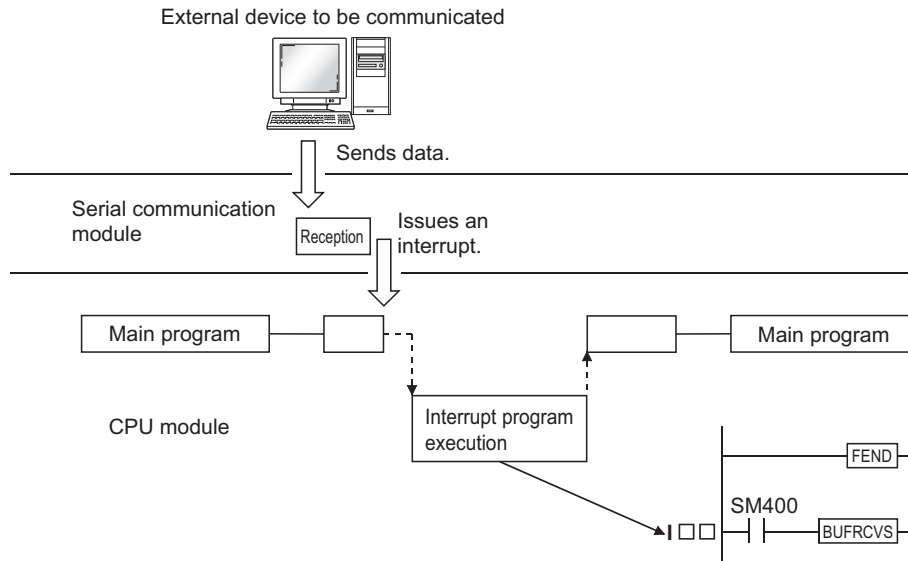 External device to be communicated
Sends data.
Serial communication
module
Reception
Issues an
interrupt.
Main program
Main program
Interrupt program
execution
CPU module
FEND
SM400
I□□
BUFRCVS